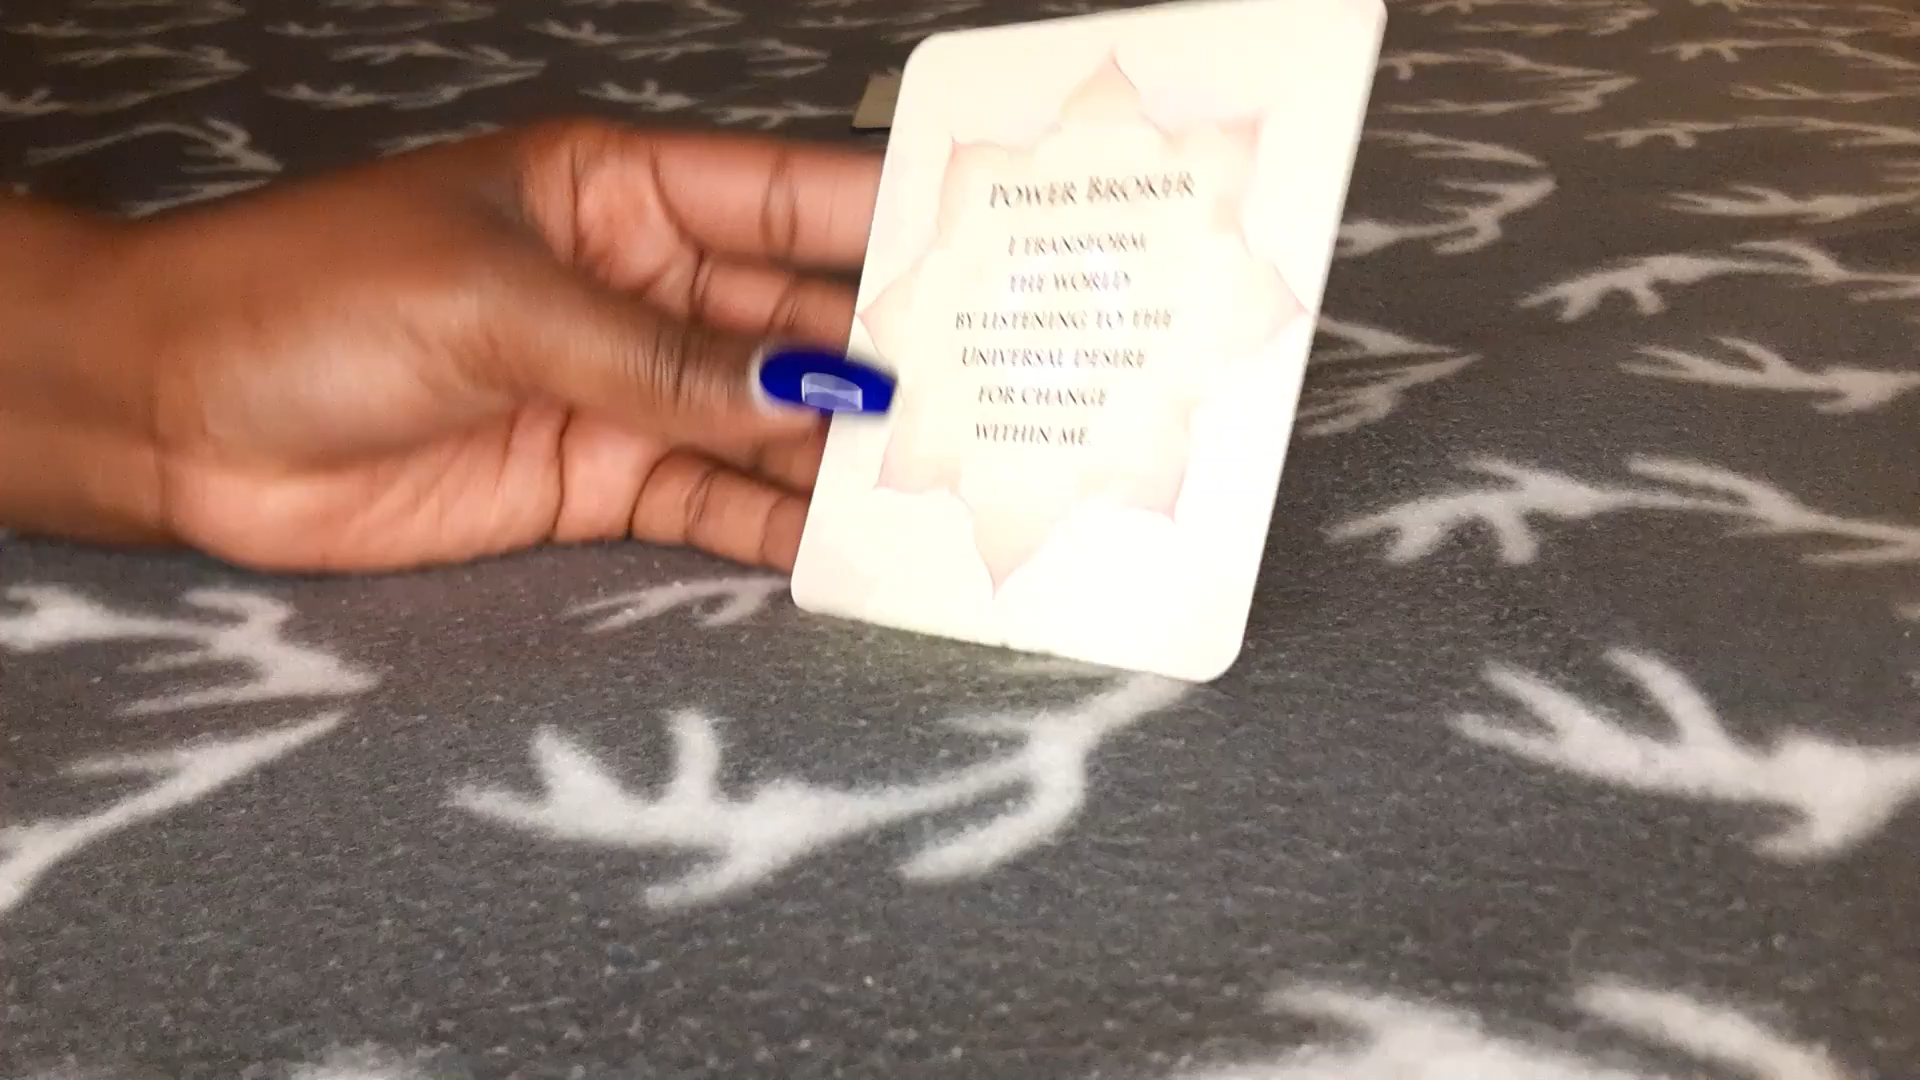 POWER BROKER
I TRANSFORM
THE WORLD
BY LISTENING TO THE
UNIVERSAL DESIRE
FOR CHANGE
WITHIN ME.